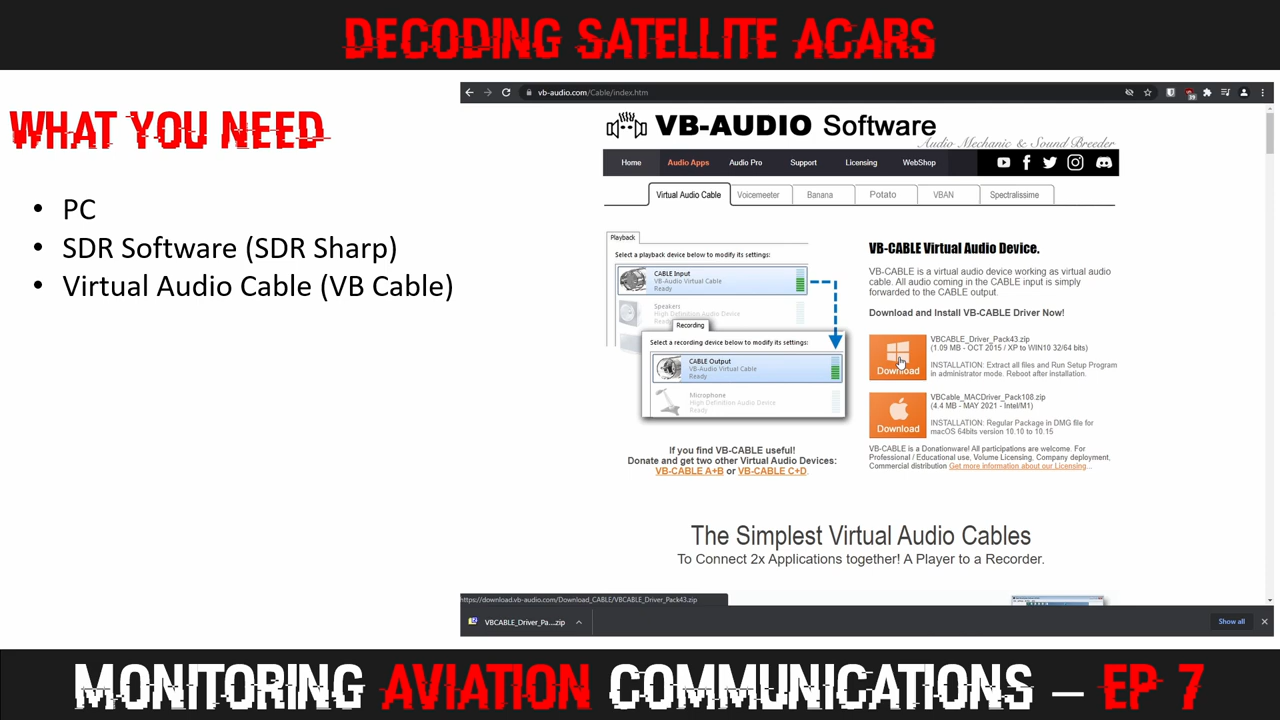 DECODING SATELLITE ACARS
WHAT YOU NEED
• PC
• SDR Software (SDR Sharp)
• Virtual Audio Cable (VB Cable)
vb-audio.com/Cable/index.htm
39
VB-AUDIO Software
Audio Mechanic & Sound Breeder
Home Audio Apps Audio Pro Support Licensing WebShop
Virtual Audio Cable Voicemeeter Banana Potato VBAN Spectralissime
Playback
Select a playback device below to modify its settings:
CABLE Input
VB-Audio Virtual Cable
Ready
Speakers
High Definition Audio Device
Ready
Recording
Select a recording device below to modify its settings:
CABLE Output
VB-Audio Virtual Cable
Ready
Microphone
High Definition Audio Device
Ready
If you find VB-CABLE useful!
Donate and get two other Virtual Audio Devices:
VB-CABLE A+B or VB-CABLE C+D.
VB-CABLE Virtual Audio Device.
VB-CABLE is a virtual audio device working as virtual audio
cable. All audio coming in the CABLE input is simply
forwarded to the CABLE output.
Download and Install VB-CABLE Driver Now!
Download
VBCABLE_Driver_Pack43.zip
(1.09 MB - OCT 2015 / XP to WIN10 32/64 bits)
INSTALLATION: Extract all files and Run Setup Program
in administrator mode. Reboot after installation.
Download
VBCable_MACDriver_Pack108.zip
(4.4 MB - MAY 2021 - Intel/M1)
INSTALLATION: Regular Package in DMG file for
macOS 64bits version 10.10 to 10.15
VB-CABLE is a Donationware! All participations are welcome. For
Professional / Educational use, Volume Licensing, Company deployment,
Commercial distribution Get more information about our Licensing...
The Simplest Virtual Audio Cables
To Connect 2x Applications together! A Player to a Recorder.
https://download.vb-audio.com/Download_CABLE/VBCABLE_Driver_Pack43.zip
VBCABLE_Driver_Pa....zip
Show all
MONITORING AVIATION COMMUNICATIONS – EP 7